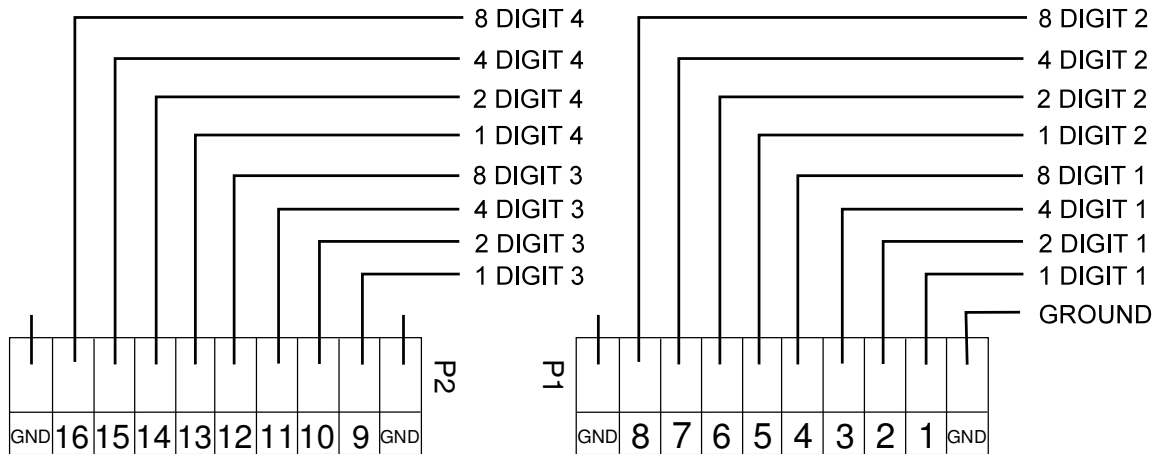 8 DIGIT 4
4 DIGIT 4
2 DIGIT 4
1 DIGIT 4
8 DIGIT 3
4 DIGIT 3
2 DIGIT 3
1 DIGIT 3
P2
GND 16 15 14 13 12 11 10 9 GND
8 DIGIT 2
4 DIGIT 2
2 DIGIT 2
1 DIGIT 2
8 DIGIT 1
4 DIGIT 1
2 DIGIT 1
1 DIGIT 1
GROUND
P1
GND 8 7 6 5 4 3 2 1 GND